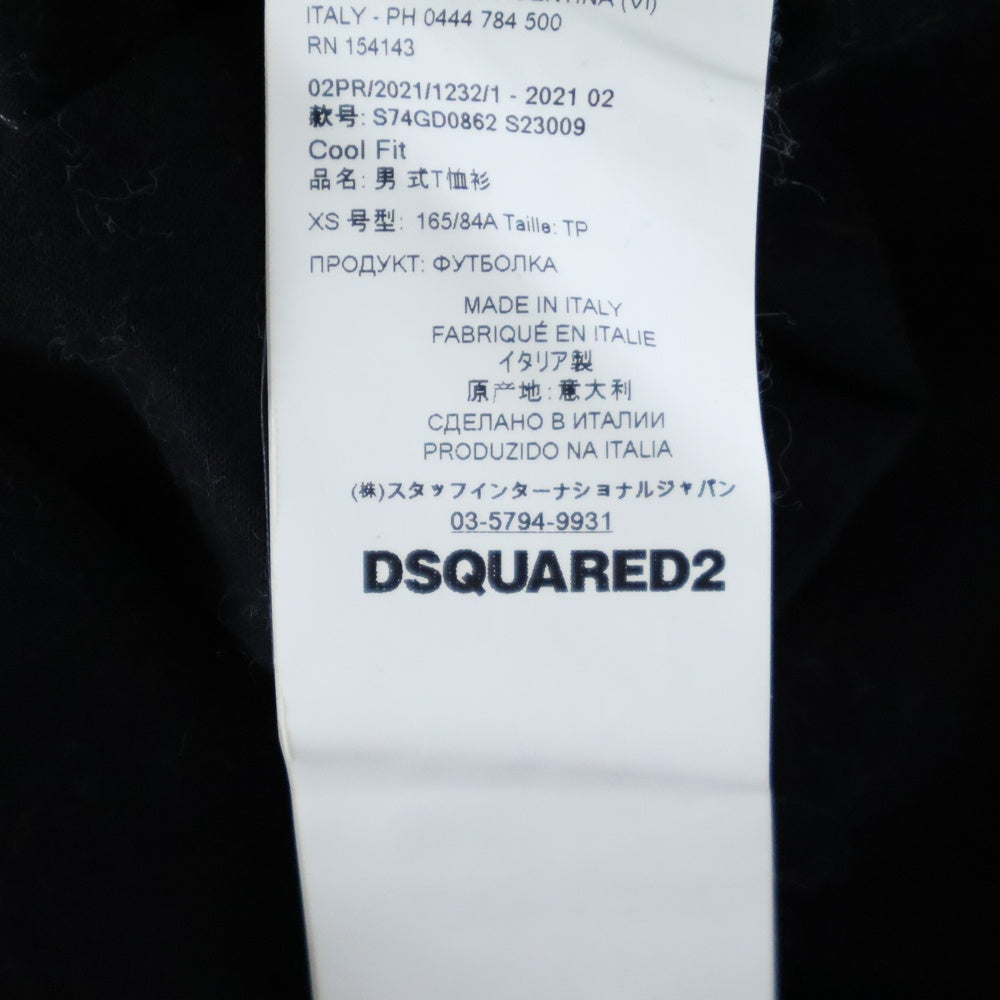 (VI)
ITALY - PH 0444 784 500
RN 154143
02PR/2021/1232/1 - 2021 02
款号: S74GD0862 S23009
Cool Fit
品名: 男 式T恤衫
XS 号型: 165/84A Taille: TP
ПРОДУКТ: ФУТБОЛКА
MADE IN ITALY
FABRIQUÉ EN ITALIE
イタリア製
原产地: 意大利
СДЕЛАНО В ИТАЛИИ
PRODUZIDO NA ITALIA
(株)スタッフインターナショナルジャパン
03-5794-9931
DSQUARED2